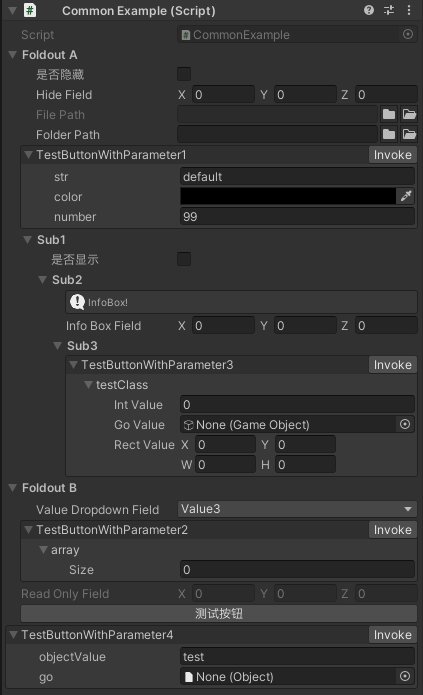 Common Example (Script)
Script CommonExample
Foldout A
是否隐藏
Hide Field X 0 Y 0 Z 0
File Path
Folder Path
TestButtonWithParameter1 Invoke
str default
color
number 99
Sub1
是否显示
Sub2
InfoBox!
Info Box Field X 0 Y 0 Z 0
Sub3
TestButtonWithParameter3 Invoke
testClass
Int Value 0
Go Value None (Game Object)
Rect Value X 0 Y 0
W 0 H 0
Foldout B
Value Dropdown Field Value3
TestButtonWithParameter2 Invoke
array
Size 0
Read Only Field X 0 Y 0 Z 0
测试按钮
TestButtonWithParameter4 Invoke
objectValue test
go None (Object)